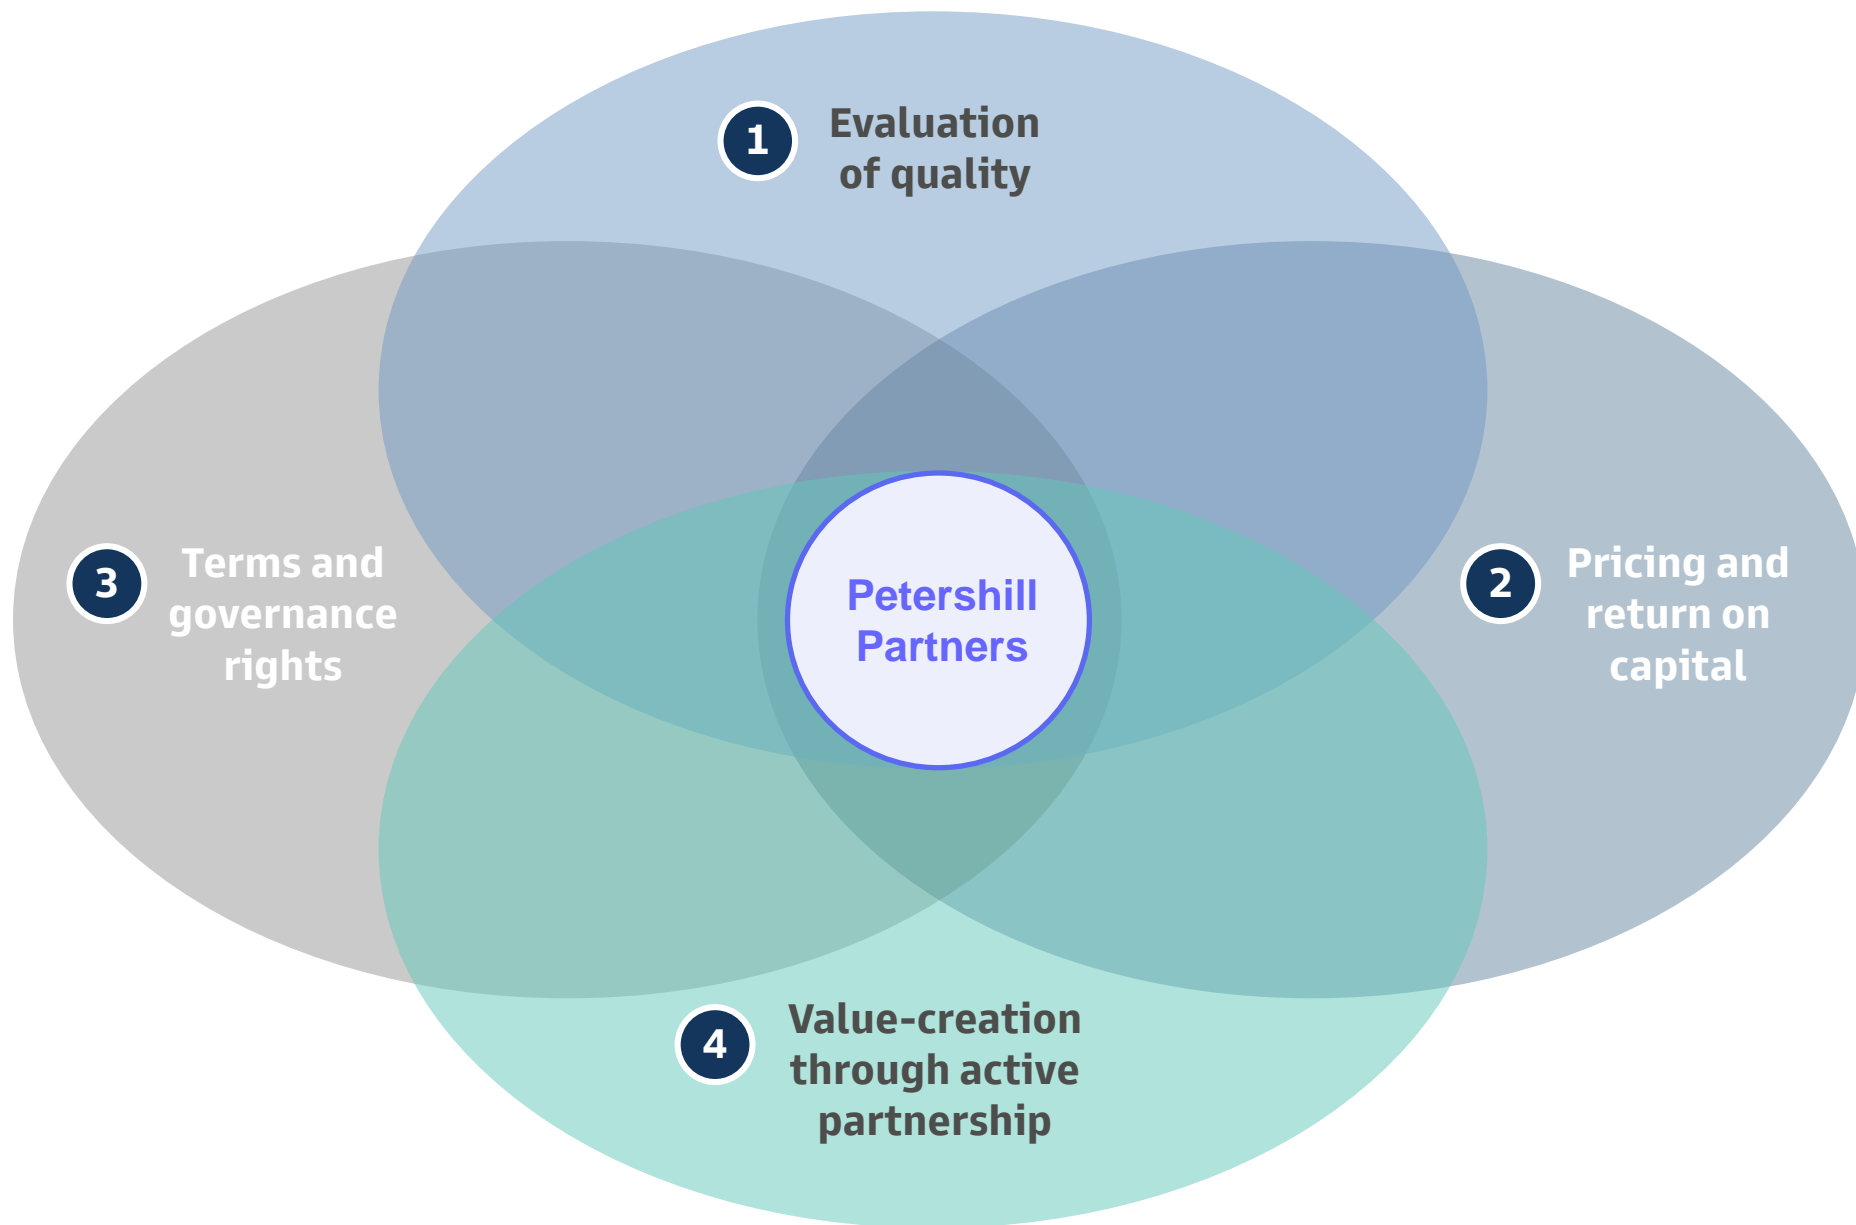 1
Evaluation
of quality
2
Pricing and
return on
capital
3
Terms and
governance
rights
4
Value-creation
through active
partnership
Petershill
Partners